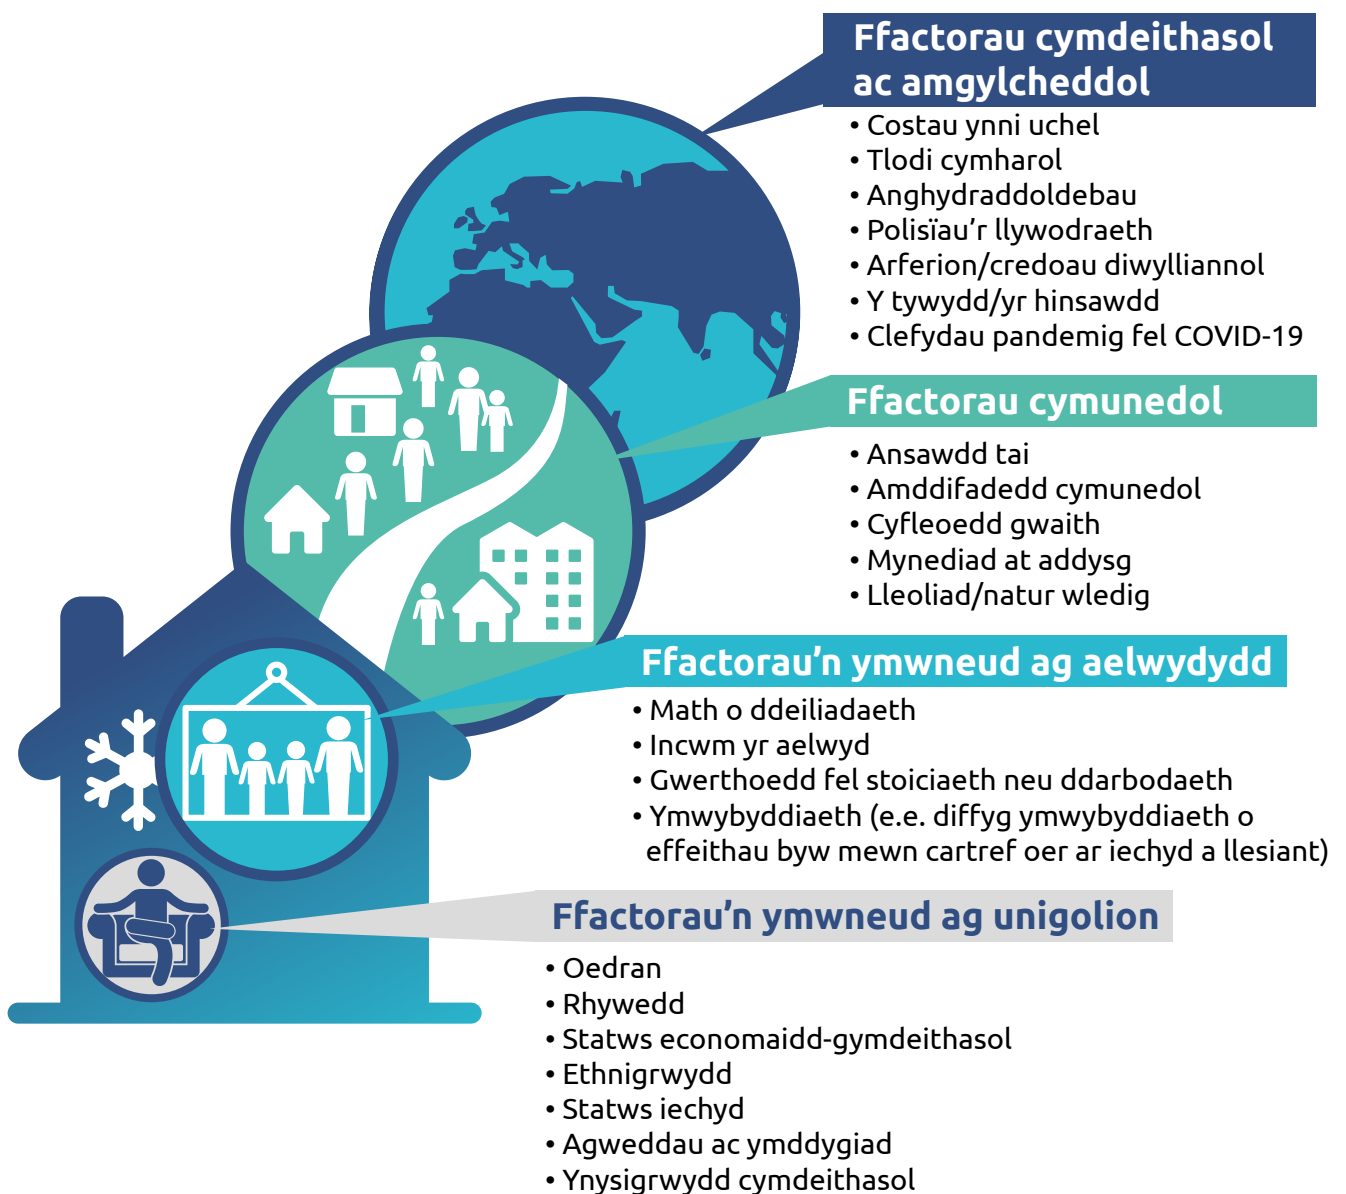 Ffactorau cymdeithasol
ac amgylcheddol
• Costau ynni uchel
• Tlodi cymharol
• Anghydraddoldebau
• Polisïau’r llywodraeth
• Arferion/credoau diwylliannol
• Y tywydd/yr hinsawdd
• Clefydau pandemig fel COVID-19
Ffactorau cymunedol
• Ansawdd tai
• Amddifadedd cymunedol
• Cyfleoedd gwaith
• Mynediad at addysg
• Lleoliad/natur wledig
Ffactorau’n ymwneud ag aelwydydd
• Math o ddeiliadaeth
• Incwm yr aelwyd
• Gwerthoedd fel stoiciaeth neu ddarbodaeth
• Ymwybyddiaeth (e.e. diffyg ymwybyddiaeth o
effeithau byw mewn cartref oer ar iechyd a llesiant)
Ffactorau’n ymwneud ag unigolion
• Oedran
• Rhywedd
• Statws economaidd-gymdeithasol
• Ethnigrwydd
• Statws iechyd
• Agweddau ac ymddygiad
• Ynysigrwydd cymdeithasol